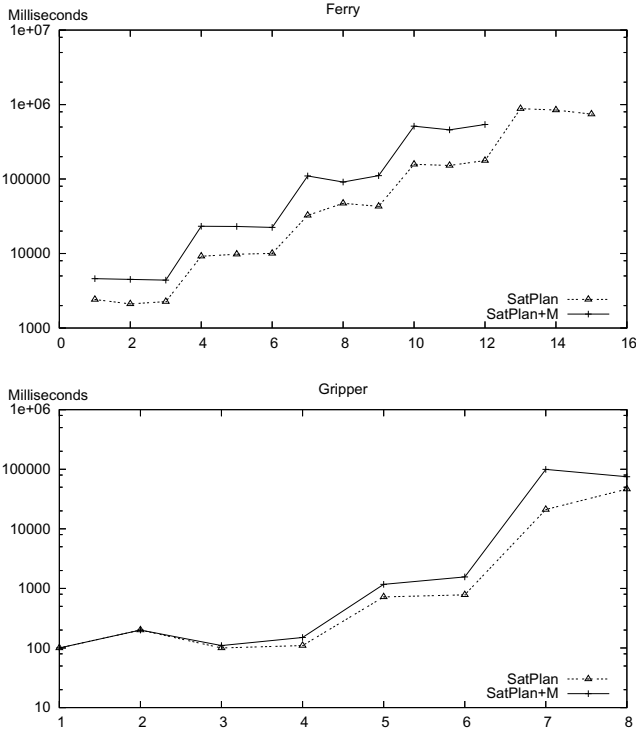 Ferry
Milliseconds
1e+07
1e+06
100000
10000
1000
0 2 4 6 8 10 12 14 16
SatPlan
SatPlan+M
Gripper
Milliseconds
1e+06
100000
10000
1000
100
10
1 2 3 4 5 6 7 8
SatPlan
SatPlan+M